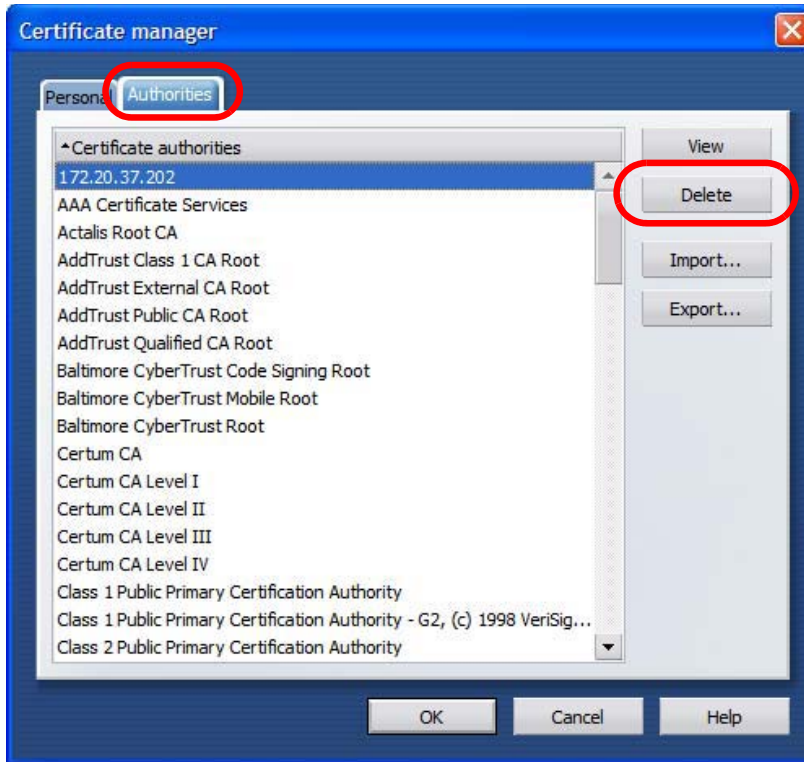 Certificate manager
Personal
Authorities
Certificate authorities
View
172.20.37.202
Delete
AAA Certificate Services
Actalis Root CA
AddTrust Class 1 CA Root
Import...
AddTrust External CA Root
AddTrust Public CA Root
Export...
AddTrust Qualified CA Root
Baltimore CyberTrust Code Signing Root
Baltimore CyberTrust Mobile Root
Baltimore CyberTrust Root
Certum CA
Certum CA Level I
Certum CA Level II
Certum CA Level III
Certum CA Level IV
Class 1 Public Primary Certification Authority
Class 1 Public Primary Certification Authority - G2, (c) 1998 VeriSig...
Class 2 Public Primary Certification Authority
OK
Cancel
Help